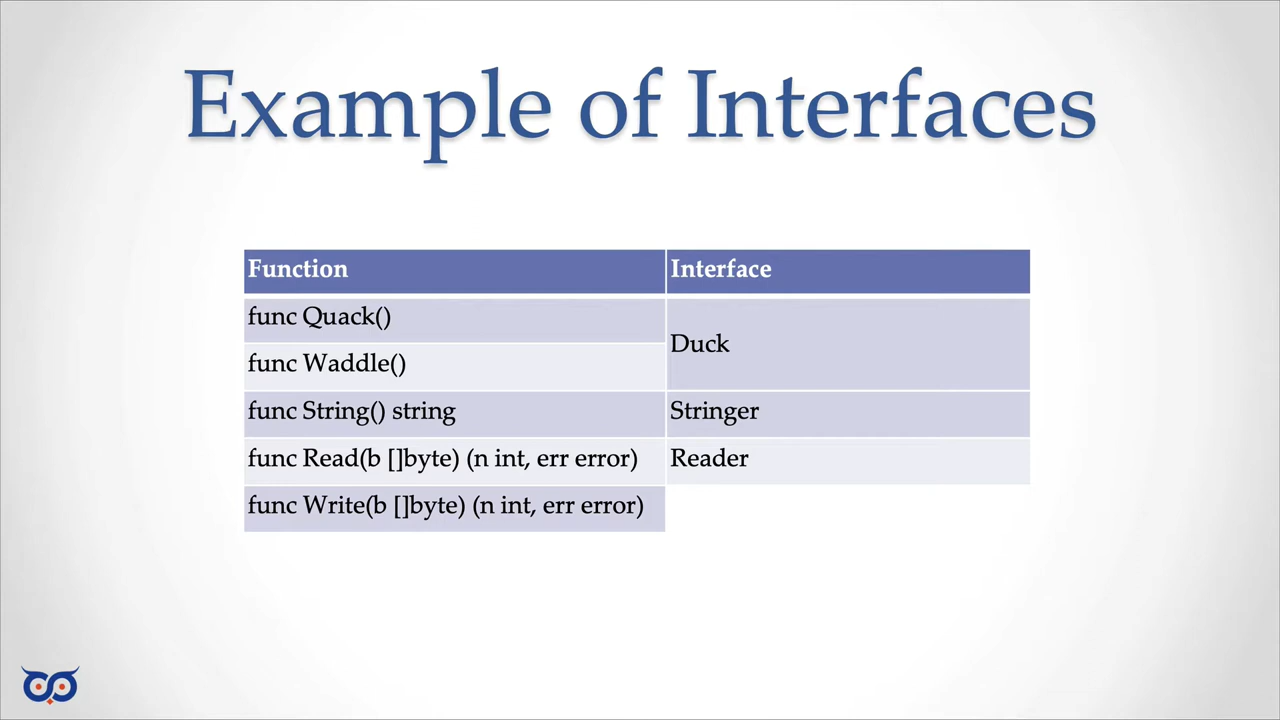 Example of Interfaces
Function Interface
func Quack()
Duck
func Waddle()
func String() string Stringer
func Read(b []byte) (n int, err error) Reader
func Write(b []byte) (n int, err error)